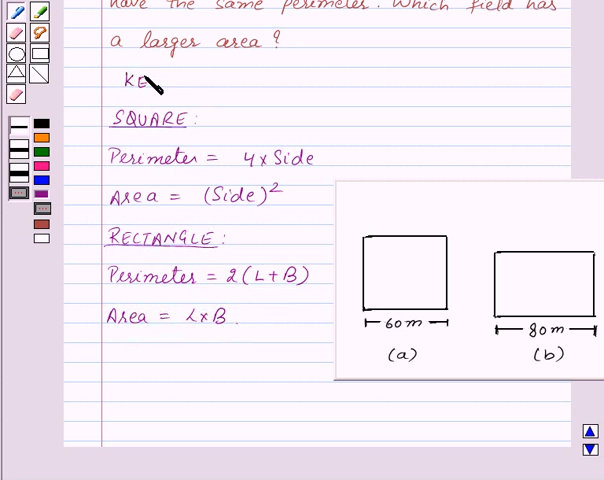 have the same perimeter. Which field has
a larger area ?
KE
SQUARE :
Perimeter = 4 x Side
Area = (Side)²
RECTANGLE :
Perimeter = 2 (L + B)
Area = L x B .
60 m
80 m
(a)
(b)